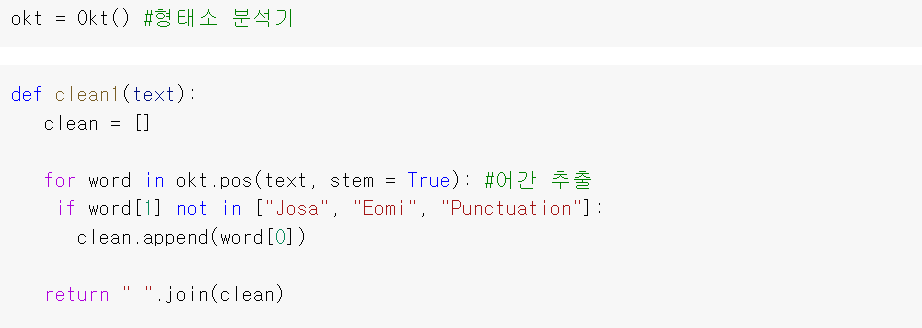 okt = Okt() #형태소 분석기
def clean1(text):
clean = []
for word in okt.pos(text, stem = True): #어간 추출
if word[1] not in ["Josa", "Eomi", "Punctuation"]:
clean.append(word[0])
return " ".join(clean)